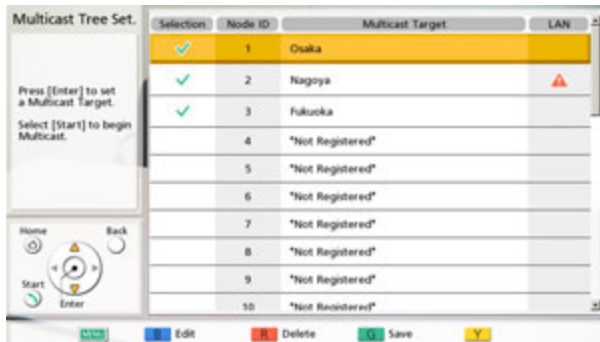 Multicast Tree Set.
Press [Enter] to set
a Multicast Target.
Select [Start] to begin
Multicast.
Home
Back
Start
Enter
Selection Node ID Multicast Target LAN
1 Osaka
2 Nagoya
3 Fukuoka
4 "Not Registered"
5 "Not Registered"
6 "Not Registered"
7 "Not Registered"
8 "Not Registered"
9 "Not Registered"
10 "Not Registered"
MENU B Edit R Delete G Save Y